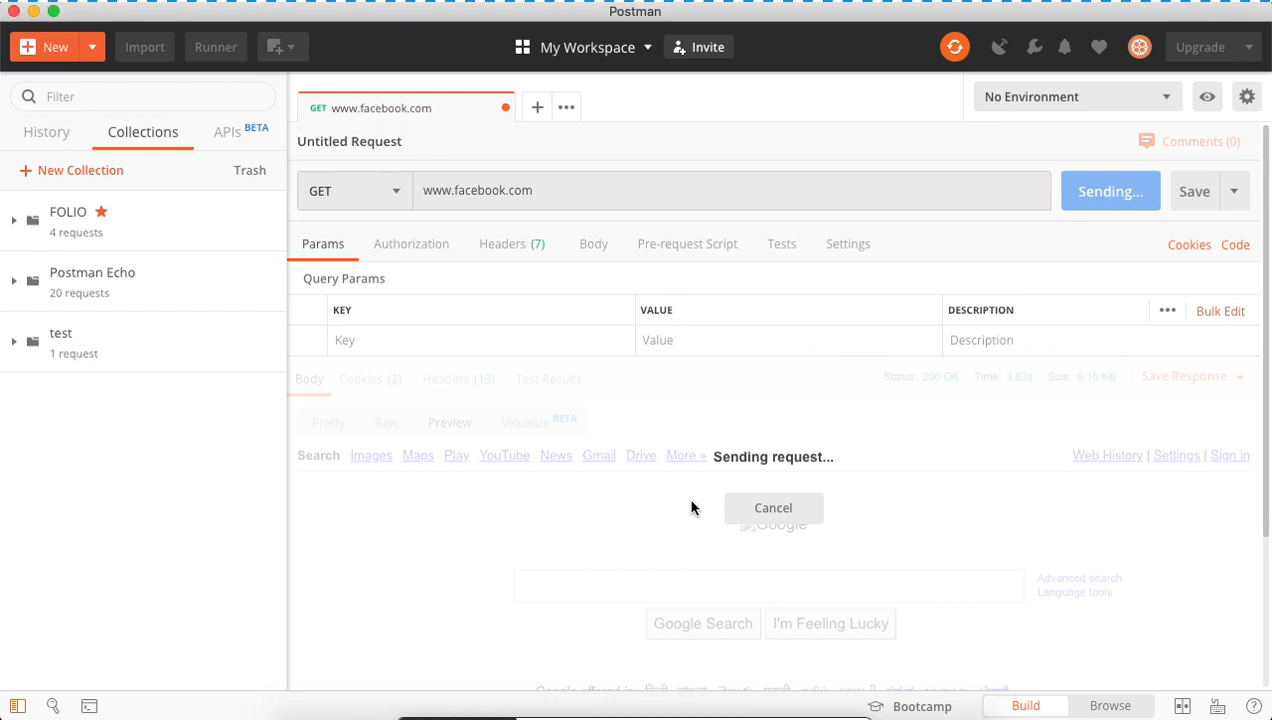 Postman
New
Import
Runner
My Workspace
Invite
Upgrade
Filter
GET www.facebook.com
No Environment
History
Collections
APIs BETA
Untitled Request
Comments (0)
New Collection
Trash
GET
www.facebook.com
Sending...
Save
FOLIO
4 requests
Params
Authorization
Headers (7)
Body
Pre-request Script
Tests
Settings
Cookies
Code
Postman Echo
20 requests
Query Params
KEY
VALUE
DESCRIPTION
Bulk Edit
Key
Value
Description
test
1 request
Body
Cookies (2)
Headers (13)
Test Results
Status: 200 OK
Time: 3.83s
Size: 6.16 KB
Save Response
Pretty
Raw
Preview
Visualize BETA
Search Images Maps Play YouTube News Gmail Drive More »
Sending request...
Web History | Settings | Sign in
Cancel
Google
Advanced search
Language tools
Google Search
I'm Feeling Lucky
Google offered in:
Bootcamp
Build
Browse